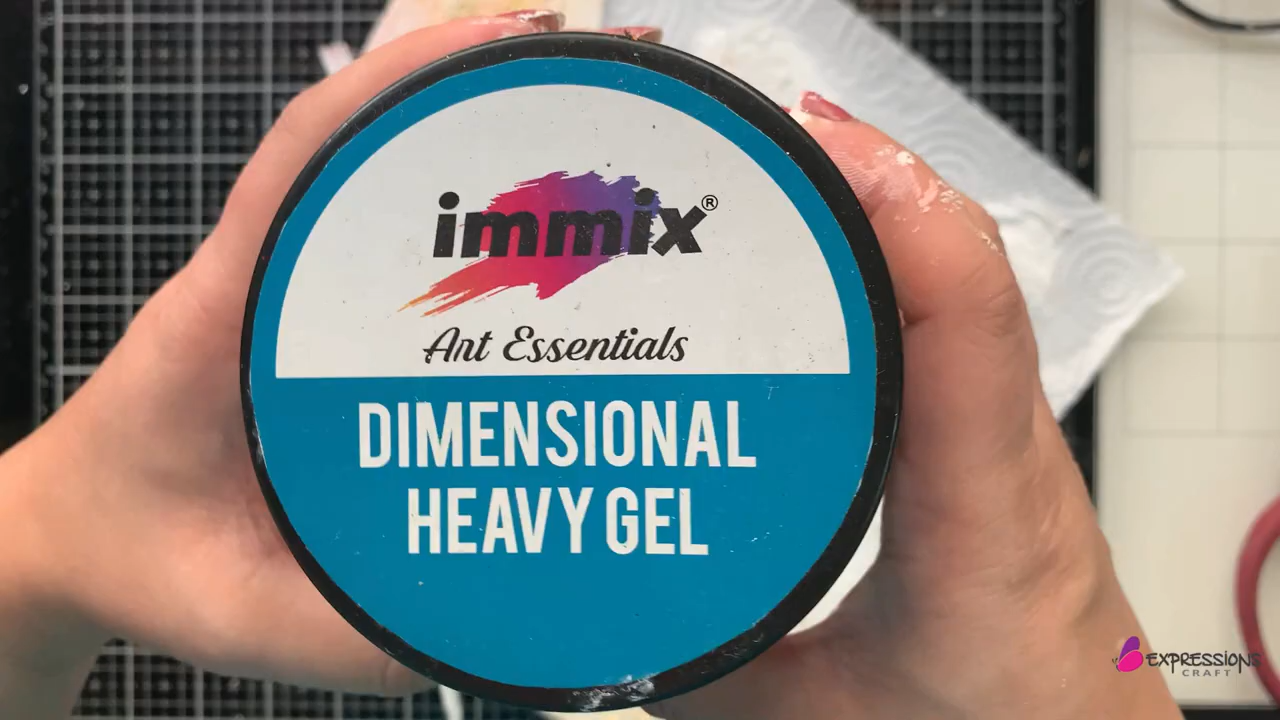 immix®
Art Essentials
DIMENSIONAL
HEAVY GEL
EXPRESSIONS
CRAFT